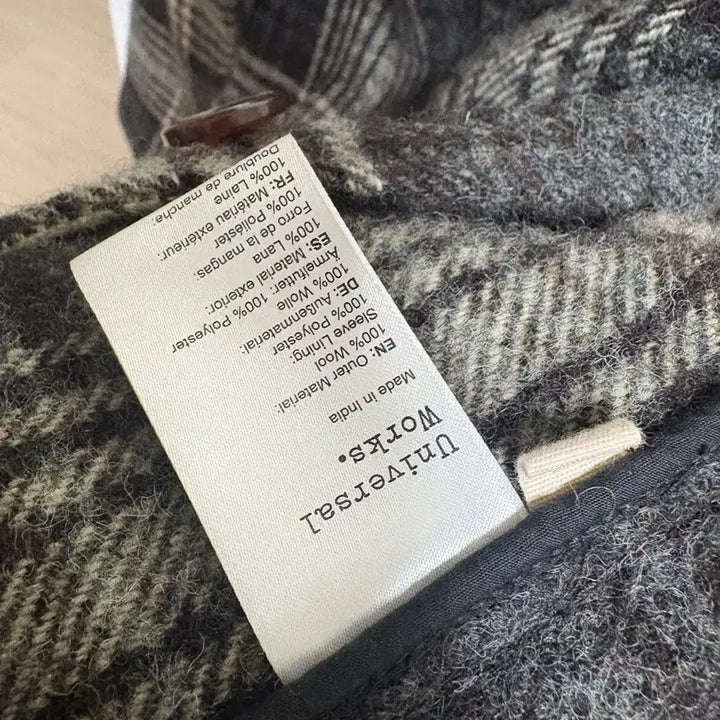 Universal
Works.
Made in India
EN: Outer Material:
100% Wool
Sleeve Lining:
100% Polyester
DE: Außenmaterial:
100% Wolle
Ärmelfutter: 100% Polyester
ES: Material exterior:
100% Lana
Forro de la mangas:
100% Poliéster
FR: Matériau extérieur:
100% Laine
Doublure de manche: